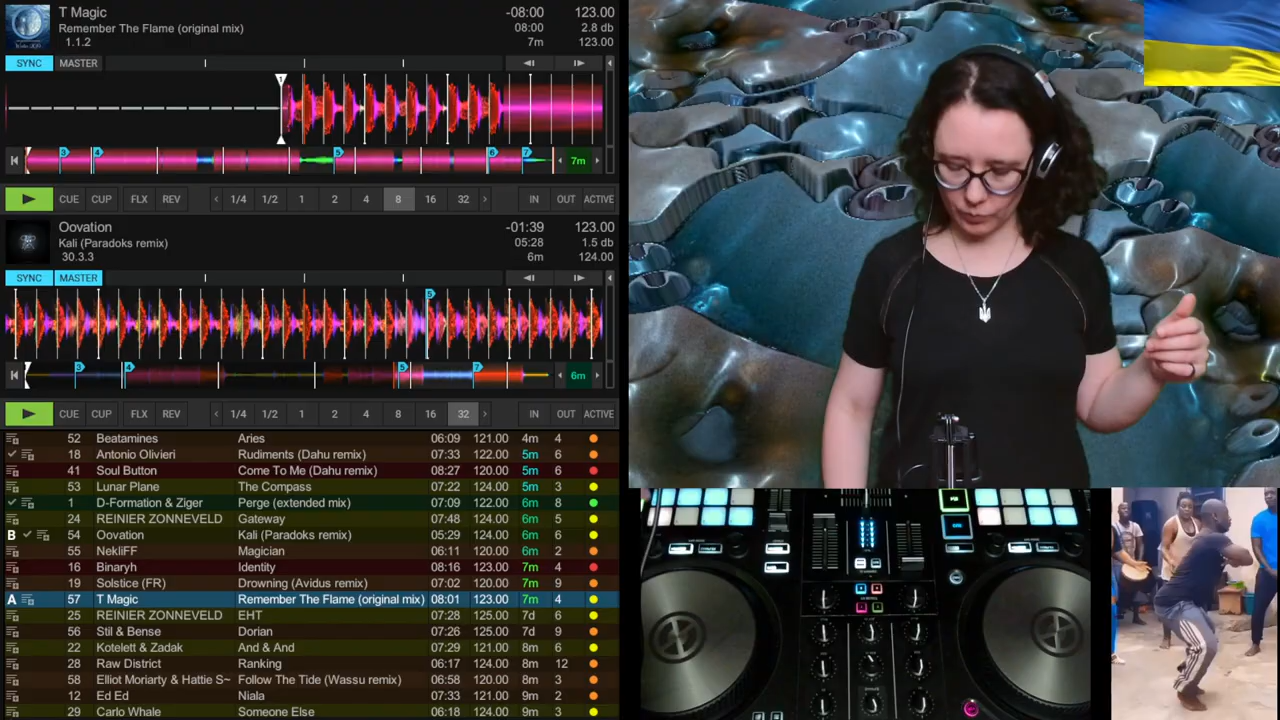 T Magic -08:00 123.00
Remember The Flame (original mix) 08:00 2.8 db
1.1.2 7m 123.00
SYNC MASTER
1
3 4 5 6 7 7m
CUE CUP FLX REV 1/4 1/2 1 2 4 8 16 32 IN OUT ACTIVE
Oovation -01:39 123.00
Kali (Paradoks remix) 05:28 1.5 db
30.3.3 6m 124.00
SYNC MASTER
5
3 4 5 7 6m
CUE CUP FLX REV 1/4 1/2 1 2 4 8 16 32 IN OUT ACTIVE
52 Beatamines Aries 06:09 121.00 4m 4
18 Antonio Olivieri Rudiments (Dahu remix) 07:33 122.00 5m 6
41 Soul Button Come To Me (Dahu remix) 08:27 120.00 5m 6
53 Lunar Plane The Compass 07:22 124.00 5m 3
1 D-Formation & Ziger Perge (extended mix) 07:09 122.00 6m 8
24 REINIER ZONNEVELD Gateway 07:48 124.00 6m 5
B 54 Oovation Kali (Paradoks remix) 05:29 124.00 6m 6
55 NekliFF Magician 06:11 120.00 6m 2
16 Binaryh Identity 08:16 123.00 7m 4
19 Solstice (FR) Drowning (Avidus remix) 07:02 120.00 7m 9
A 57 T Magic Remember The Flame (original mix) 08:01 123.00 7m 4
25 REINIER ZONNEVELD EHT 07:28 125.00 7d 6
56 Stil & Bense Dorian 07:26 125.00 7d 9
22 Kotelett & Zadak And & And 07:29 121.00 8m 6
28 Raw District Ranking 06:17 124.00 8m 12
58 Elliot Moriarty & Hattie S~ Follow The Tide (Wassu remix) 06:58 120.00 8m 3
12 Ed Ed Niala 07:33 121.00 9m 2
29 Carlo Whale Someone Else 08:08 123.00 9m 3